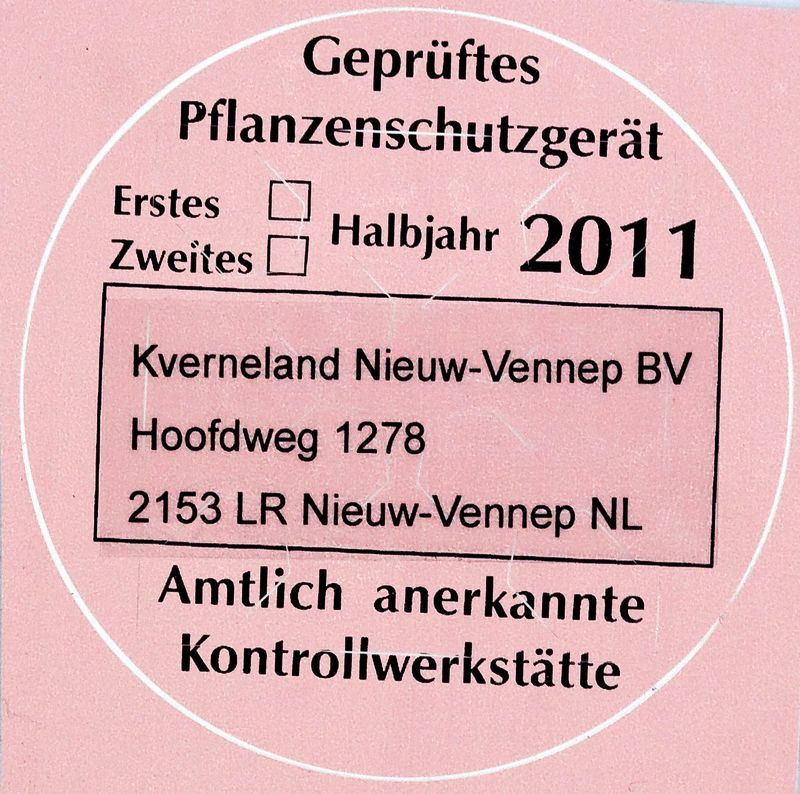 Geprüftes
Pflanzenschutzgerät
Erstes
Zweites
Halbjahr 2011
Kverneland Nieuw-Vennep BV
Hoofdweg 1278
2153 LR Nieuw-Vennep NL
Amtlich anerkannte
Kontrollwerkstätte